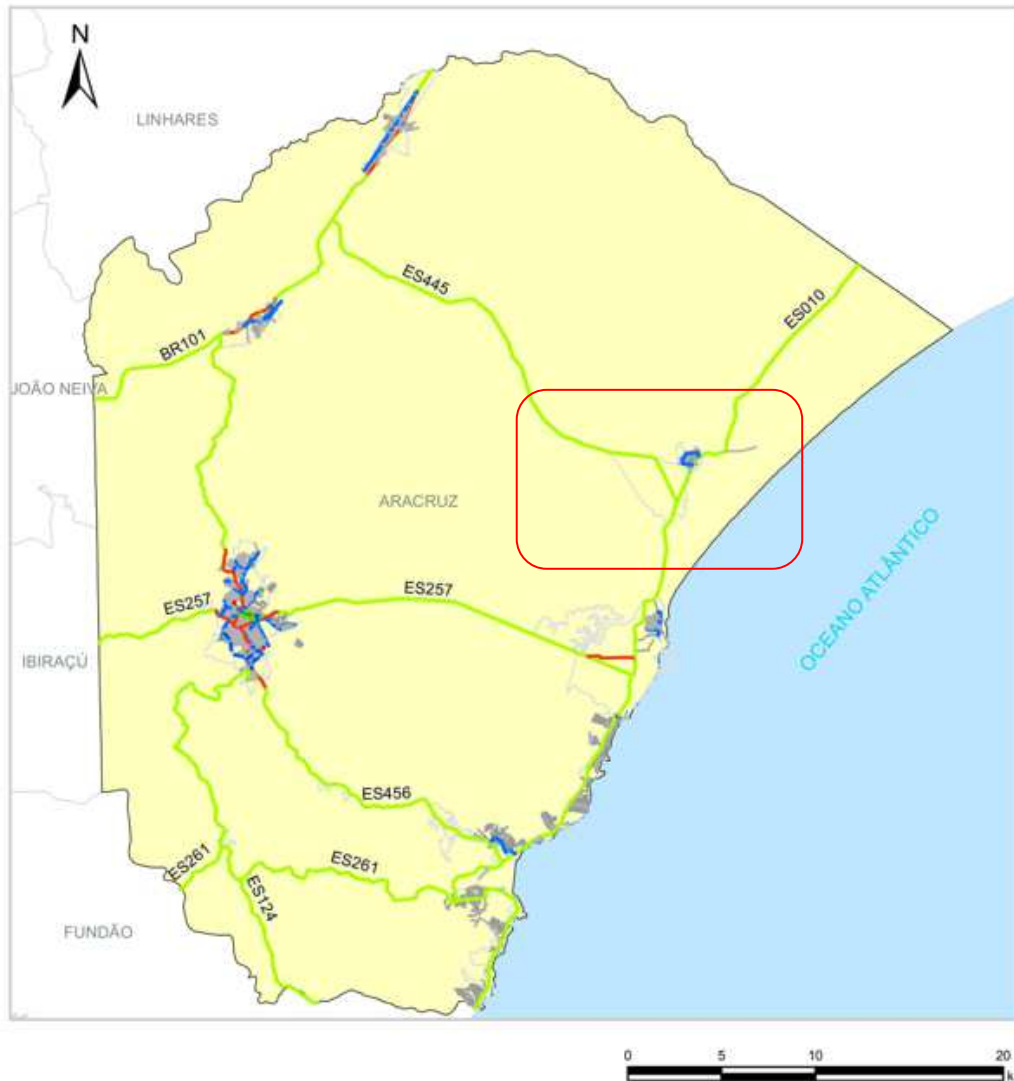 N
LINHARES
ES445
ES010
BR101
JOÃO NEIVA
ARACRUZ
OCEANO ATLÂNTICO
ES257
ES257
IBIRAÇÚ
ES456
ES261
ES261
ES124
FUNDÃO
0 5 10 20
k